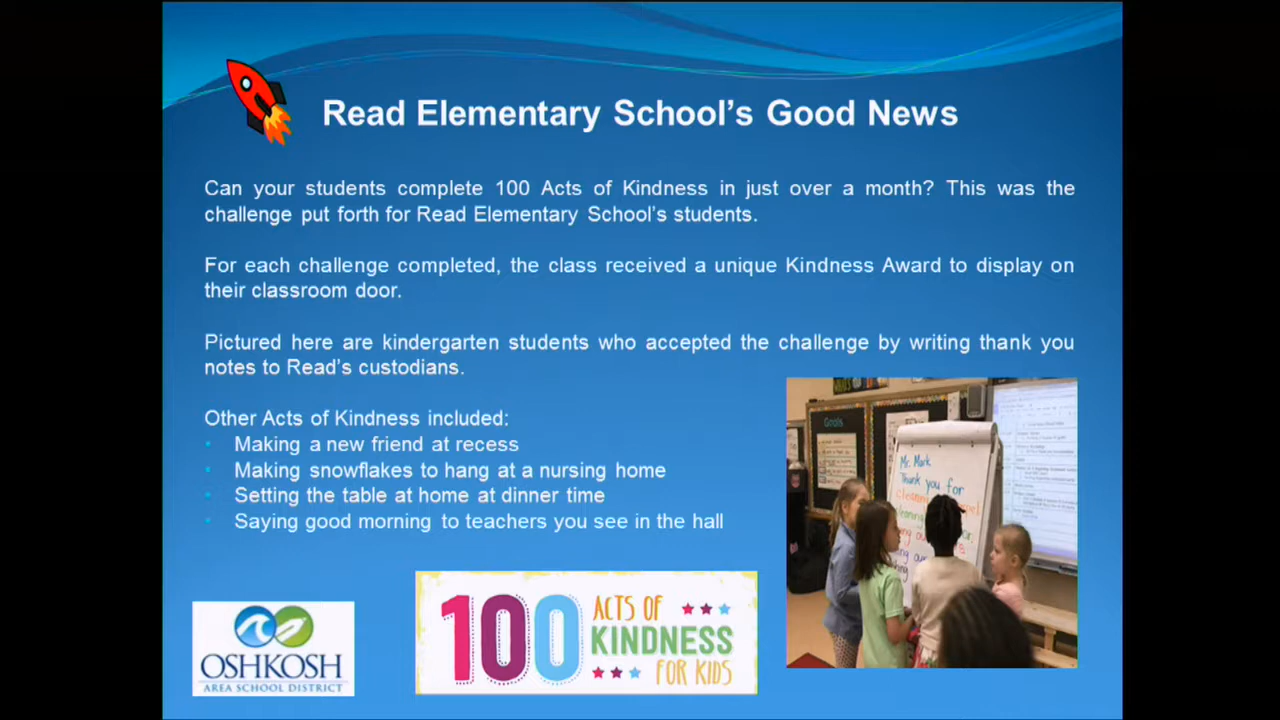 Read Elementary School's Good News
Can your students complete 100 Acts of Kindness in just over a month? This was the
challenge put forth for Read Elementary School's students.
For each challenge completed, the class received a unique Kindness Award to display on
their classroom door.
Pictured here are kindergarten students who accepted the challenge by writing thank you
notes to Read's custodians.
Other Acts of Kindness included:
• Making a new friend at recess
• Making snowflakes to hang at a nursing home
• Setting the table at home at dinner time
• Saying good morning to teachers you see in the hall
Goals
Mr. Mark
Thank you for
OSHKOSH
AREA SCHOOL DISTRICT
100
ACTS OF
KINDNESS
FOR KIDS